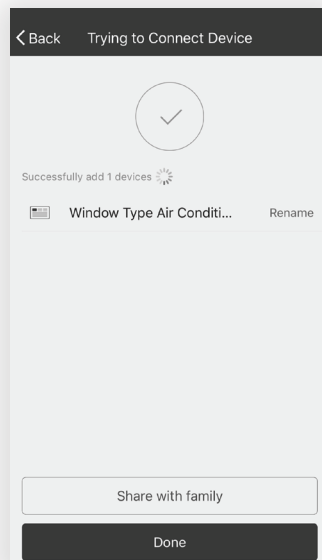 Back Trying to Connect Device
Successfully add 1 devices
Window Type Air Conditi... Rename
Share with family
Done